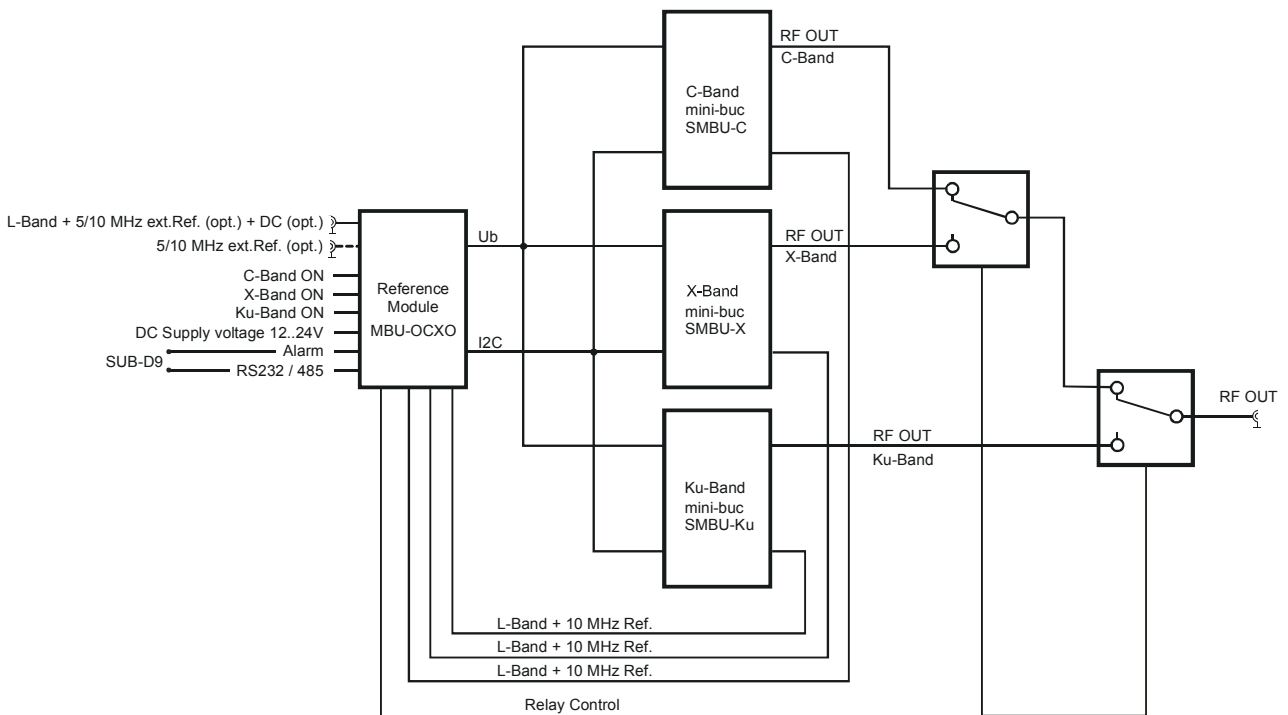 RF OUT
C-Band
C-Band
mini-buc
SMBU-C
L-Band + 5/10 MHz ext.Ref. (opt.) + DC (opt.)
5/10 MHz ext.Ref. (opt.)
C-Band ON
X-Band ON
Ku-Band ON
DC Supply voltage 12..24V
Alarm
SUB-D9
RS232 / 485
Reference
Module
MBU-OCXO
Ub
I2C
RF OUT
X-Band
X-Band
mini-buc
SMBU-X
RF OUT
Ku-Band
Ku-Band
mini-buc
SMBU-Ku
RF OUT
L-Band + 10 MHz Ref.
L-Band + 10 MHz Ref.
L-Band + 10 MHz Ref.
Relay Control